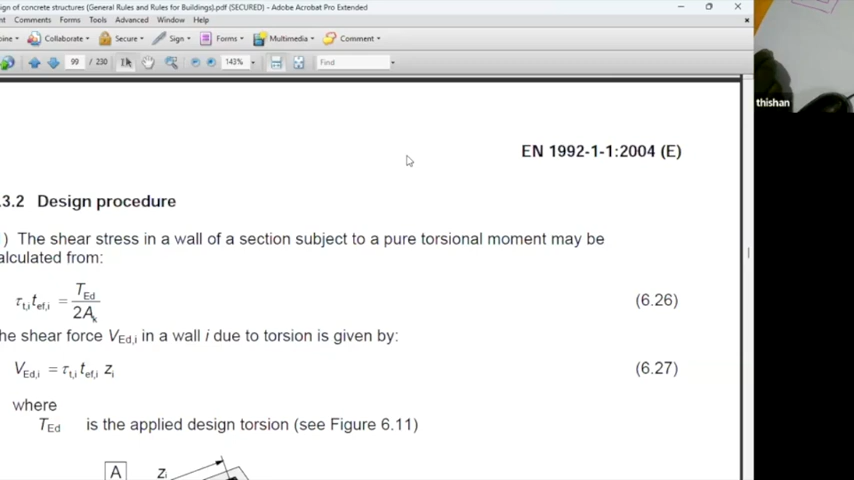 ign of concrete structures (General Rules and Rules for Buildings).pdf (SECURED) - Adobe Acrobat Pro Extended
Comments Forms Tools Advanced Window Help
Collaborate Secure Sign Forms Multimedia Comment
99 / 230 143% Find
thishan
EN 1992-1-1:2004 (E)
.3.2 Design procedure
) The shear stress in a wall of a section subject to a pure torsional moment may be
alculated from:
τt,i tef,i = TEd / 2Ak (6.26)
he shear force VEd,i in a wall i due to torsion is given by:
VEd,i = τt,i tef,i zi (6.27)
where
TEd is the applied design torsion (see Figure 6.11)
A zi